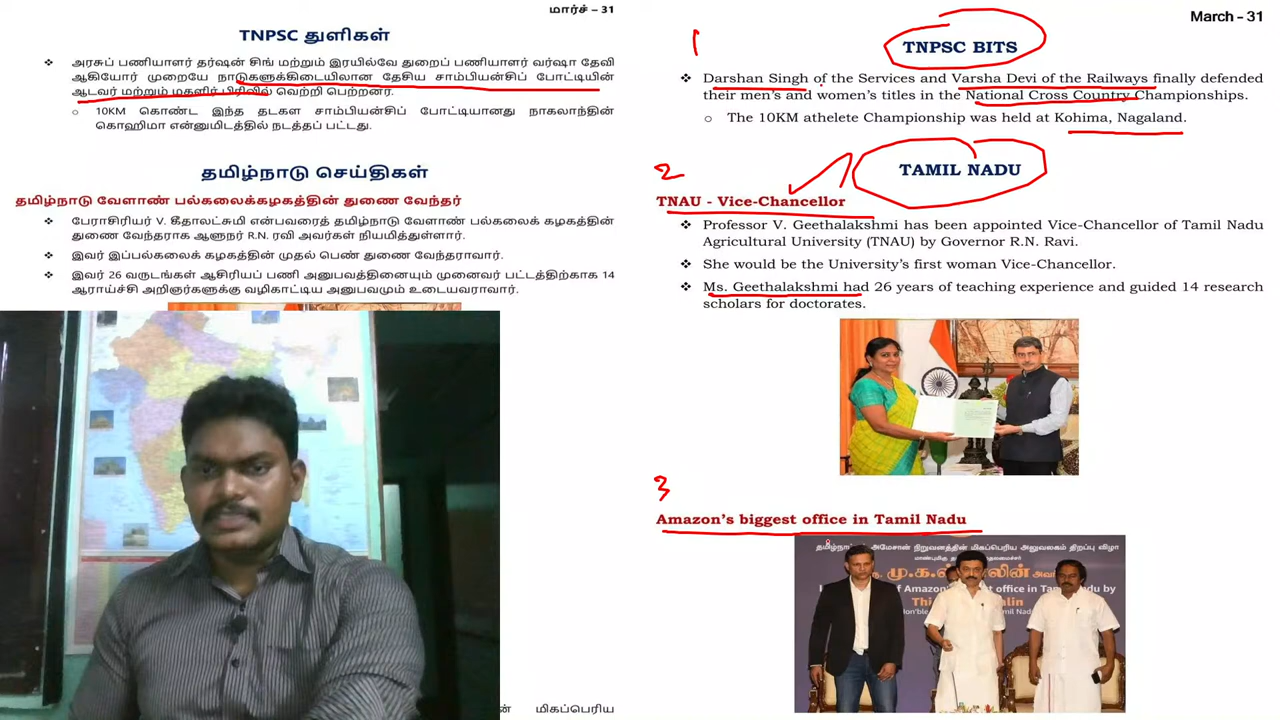 மார்ச் – 31
TNPSC துளிகள்
❖ அரசுப் பணியாளர் தர்ஷன் சிங் மற்றும் இரயில்வே துறைப் பணியாளர் வர்ஷா தேவி
ஆகியோர் முறையே நாடுகளுக்கிடையிலான தேசிய சாம்பியன்சிப் போட்டியின்
ஆடவர் மற்றும் மகளிர் பிரிவில் வெற்றி பெற்றனர்.
○ 10KM கொண்ட இந்த தடகள சாம்பியன்சிப் போட்டியானது நாகலாந்தின்
கொஹிமா என்னுமிடத்தில் நடத்தப் பட்டது.
தமிழ்நாடு செய்திகள்
தமிழ்நாடு வேளாண் பல்கலைக்கழகத்தின் துணை வேந்தர்
❖ பேராசிரியர் V. கீதாலட்சுமி என்பவரைத் தமிழ்நாடு வேளாண் பல்கலைக் கழகத்தின்
துணை வேந்தராக ஆளுநர் R.N. ரவி அவர்கள் நியமித்துள்ளார்.
❖ இவர் இப்பல்கலைக் கழகத்தின் முதல் பெண் துணை வேந்தராவார்.
❖ இவர் 26 வருடங்கள் ஆசிரியப் பணி அனுபவத்தினையும் முனைவர் பட்டத்திற்காக 14
ஆராய்ச்சி அறிஞர்களுக்கு வழிகாட்டிய அனுபவமும் உடையவராவார்.
மிகப்பெரிய
March – 31
1
TNPSC BITS
❖ Darshan Singh of the Services and Varsha Devi of the Railways finally defended
their men's and women's titles in the National Cross Country Championships.
○ The 10KM athelete Championship was held at Kohima, Nagaland.
2
TAMIL NADU
TNAU - Vice-Chancellor
❖ Professor V. Geethalakshmi has been appointed Vice-Chancellor of Tamil Nadu
Agricultural University (TNAU) by Governor R.N. Ravi.
❖ She would be the University's first woman Vice-Chancellor.
❖ Ms. Geethalakshmi had 26 years of teaching experience and guided 14 research
scholars for doctorates.
3
Amazon's biggest office in Tamil Nadu
அமேசான் நிறுவனத்தின் மிகப்பெரிய அலுவலகம் திறப்பு விழா